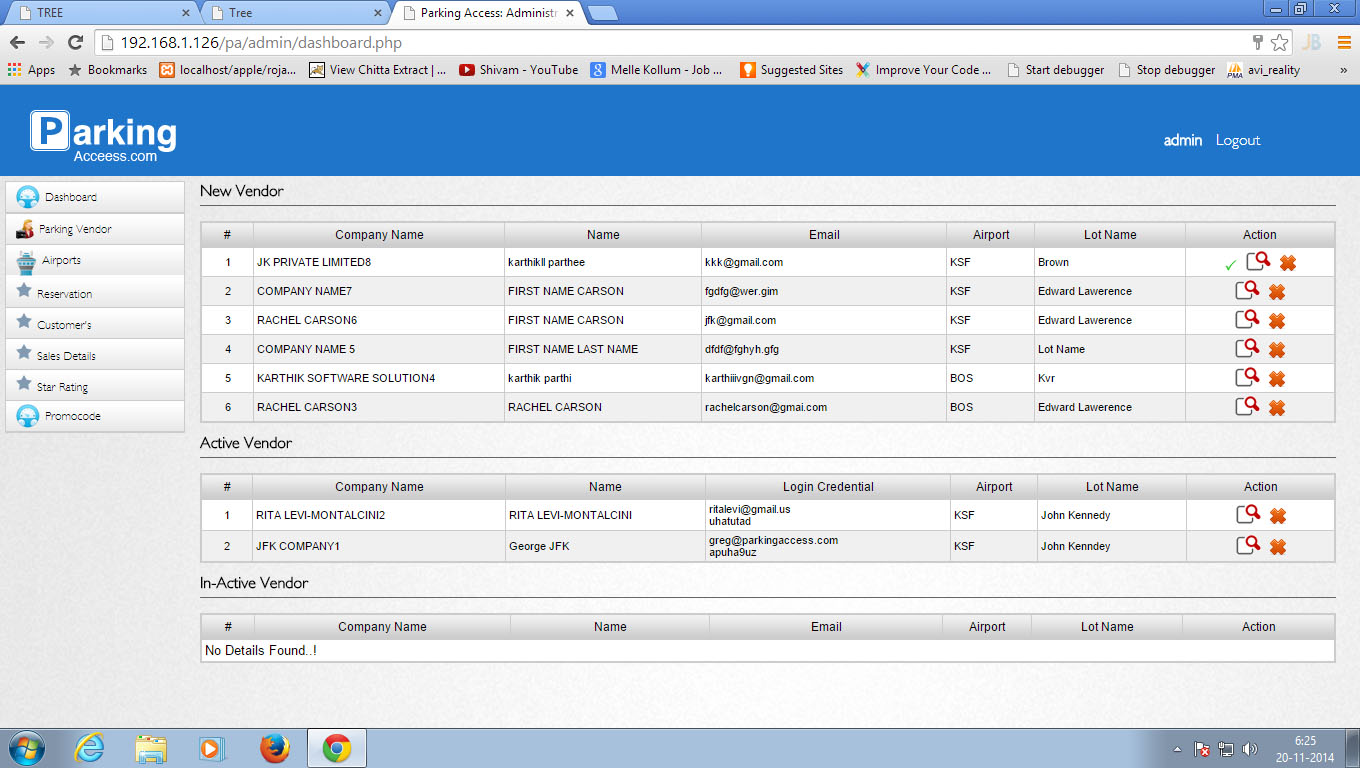 TREE Tree Parking Access: Administr
192.168.1.126/pa/admin/dashboard.php JB
Apps Bookmarks localhost/apple/roja... View Chitta Extract | ... Shivam - YouTube Melle Kollum - Job ... Suggested Sites Improve Your Code ... Start debugger Stop debugger PMA avi_reality »
Parking
Acceess.com
admin Logout
Dashboard
Parking Vendor
Airports
Reservation
Customer's
Sales Details
Star Rating
Promocode
New Vendor
# Company Name Name Email Airport Lot Name Action
1 JK PRIVATE LIMITED8 karthikll parthee kkk@gmail.com KSF Brown
2 COMPANY NAME7 FIRST NAME CARSON fgdfg@wer.gim KSF Edward Lawerence
3 RACHEL CARSON6 FIRST NAME CARSON jfk@gmail.com KSF Edward Lawerence
4 COMPANY NAME 5 FIRST NAME LAST NAME dfdf@fghyh.gfg KSF Lot Name
5 KARTHIK SOFTWARE SOLUTION4 karthik parthi karthiiivgn@gmail.com BOS Kvr
6 RACHEL CARSON3 RACHEL CARSON rachelcarson@gmai.com BOS Edward Lawerence
Active Vendor
# Company Name Name Login Credential Airport Lot Name Action
1 RITA LEVI-MONTALCINI2 RITA LEVI-MONTALCINI ritalevi@gmail.us KSF John Kennedy
uhatutad
2 JFK COMPANY1 George JFK greg@parkingaccess.com KSF John Kenndey
apuha9uz
In-Active Vendor
# Company Name Name Email Airport Lot Name Action
No Details Found..!
6:25
20-11-2014